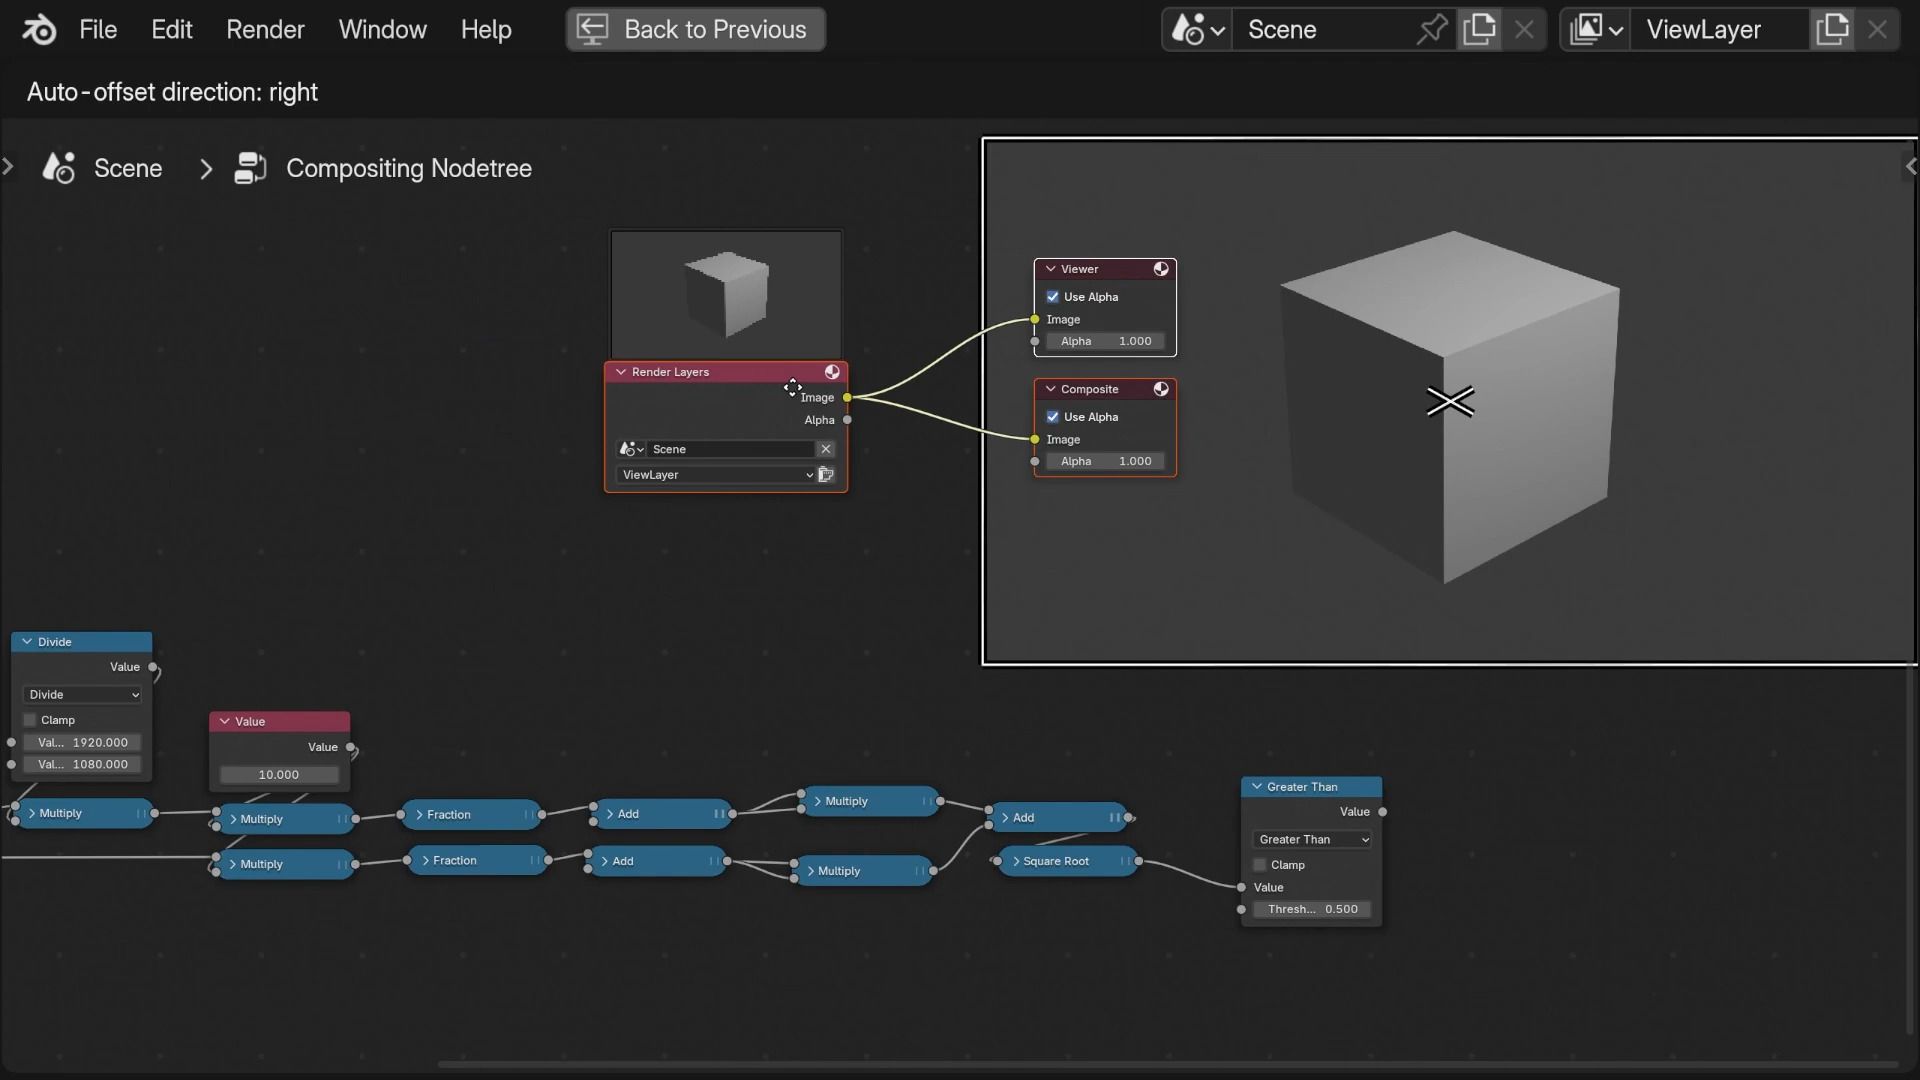 File Edit Render Window Help Back to Previous Scene ViewLayer
Auto-offset direction: right
Scene Compositing Nodetree
Render Layers
Image
Alpha
Scene
ViewLayer
Viewer
Use Alpha
Image
Alpha 1.000
Composite
Use Alpha
Image
Alpha 1.000
Divide
Value
Divide
Clamp
Val... 1920.000
Val... 1080.000
Value
Value
10.000
Multiply
Multiply
Multiply
Fraction
Fraction
Add
Add
Multiply
Multiply
Add
Square Root
Greater Than
Value
Greater Than
Clamp
Value
Thresh... 0.500